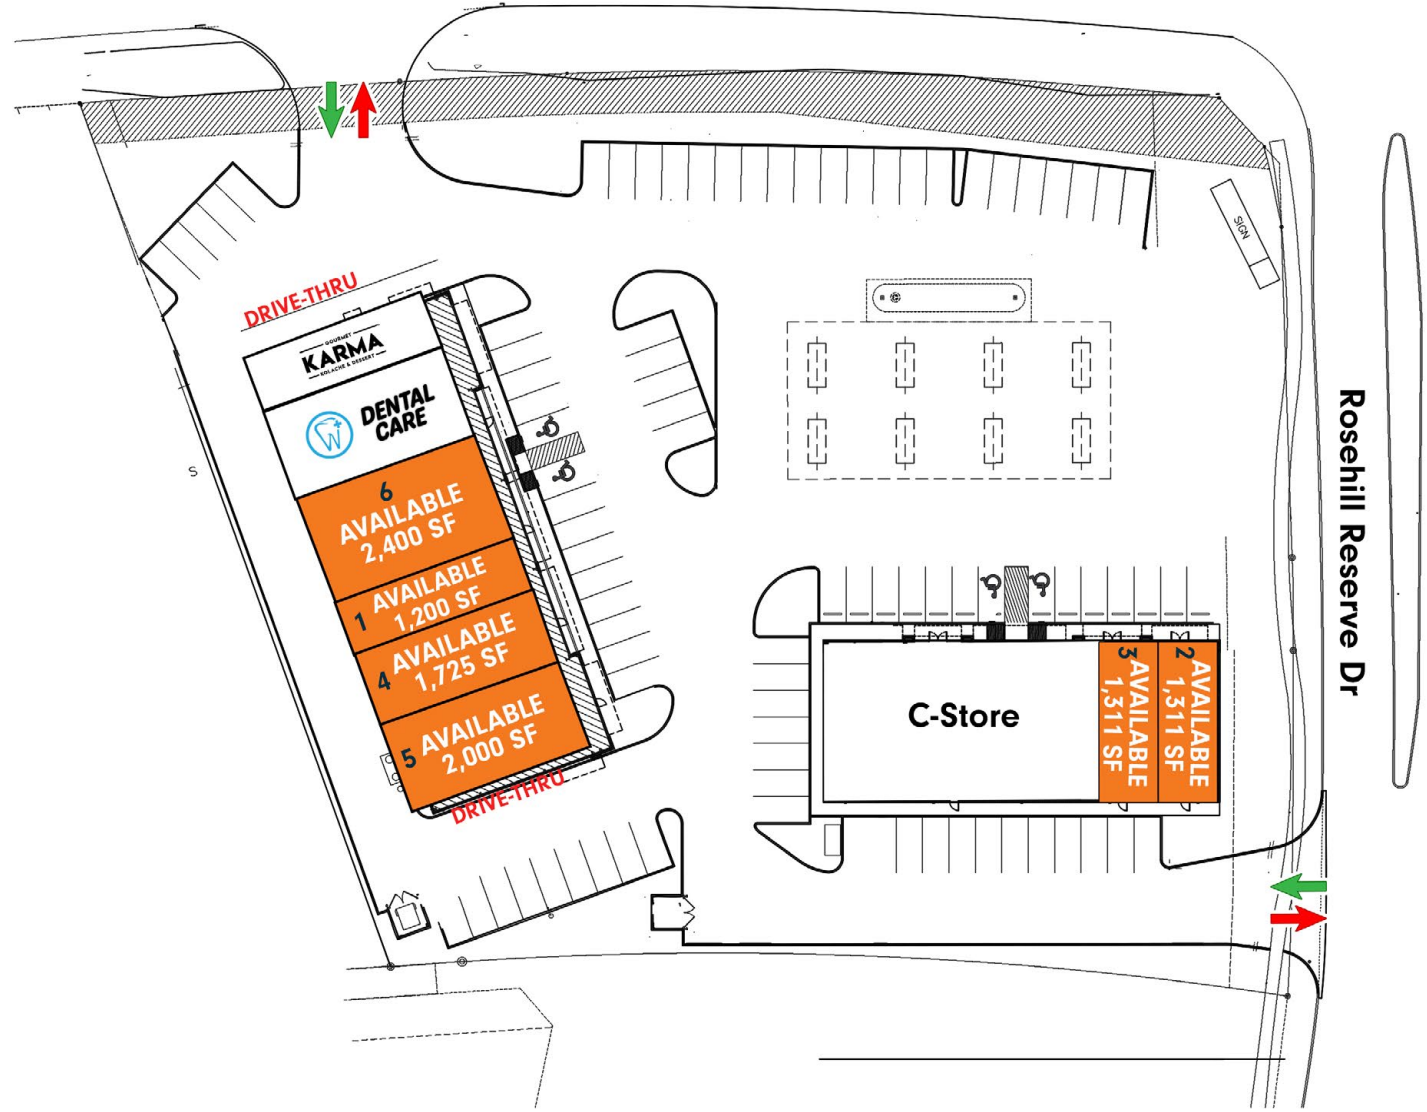 DRIVE-THRU
GOURMET
KARMA
KOLACHE & DESSERT
DENTAL
CARE
W
6
AVAILABLE
2,400 SF
1
AVAILABLE
1,200 SF
4
AVAILABLE
1,725 SF
5
AVAILABLE
2,000 SF
DRIVE-THRU
S
SIGN
C-Store
3
AVAILABLE
1,311 SF
2
AVAILABLE
1,311 SF
Rosehill Reserve Dr